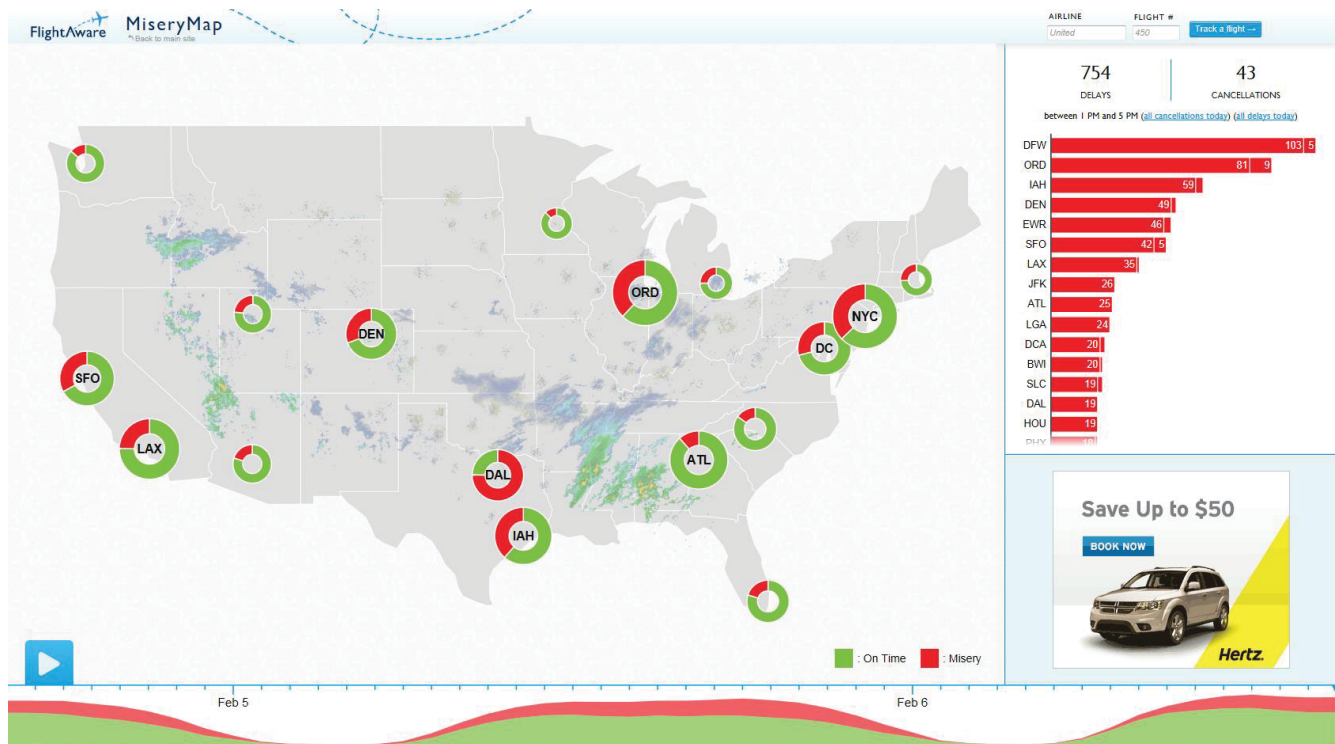 FlightAware
MiseryMap
Back to main site
AIRLINE
FLIGHT #
United
450
Track a flight →
754
43
DELAYS
CANCELLATIONS
between 1 PM and 5 PM (all cancellations today) (all delays today)
DFW 103 5
ORD 81 9
IAH 59
DEN 49
EWR 46
SFO 42 5
LAX 35
JFK 26
ATL 25
LGA 24
DCA 20
BWI 20
SLC 19
DAL 19
HOU 19
PHX 18
ORD
NYC
DEN
DC
SFO
LAX
ATL
DAL
IAH
: On Time
: Misery
Save Up to $50
BOOK NOW
Hertz.
Feb 5
Feb 6